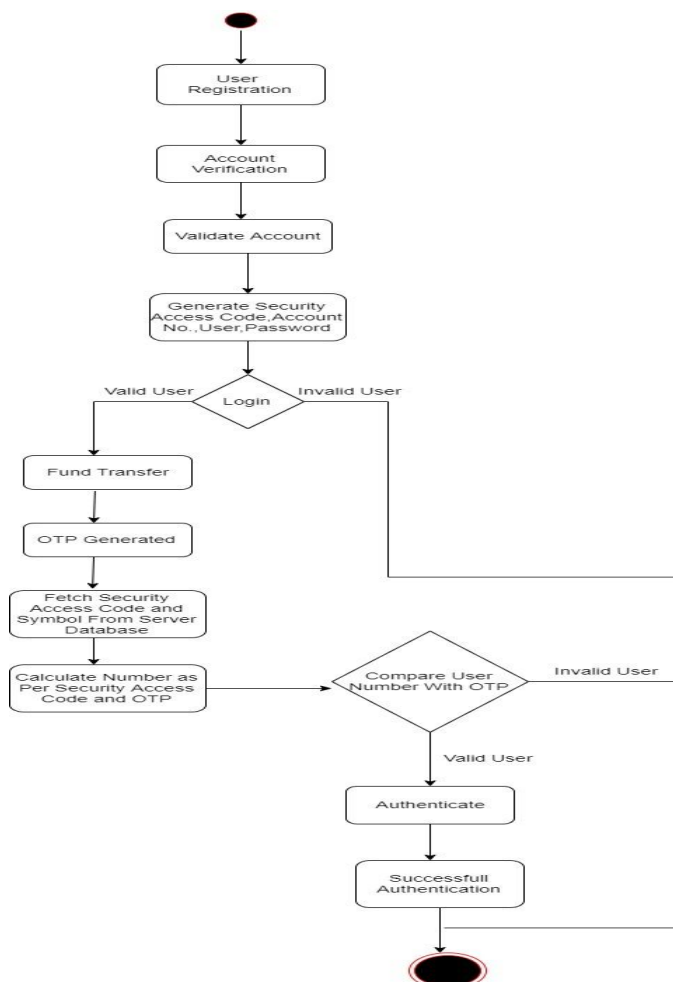 User
Registration
Account
Verification
Validate Account
Generate Security
Access Code,Account
No.,User,Password
Valid User
Login
Invalid User
Fund Transfer
OTP Generated
Fetch Security
Access Code and
Symbol From Server
Database
Calculate Number as
Per Security Access
Code and OTP
Compare User
Number With OTP
Invalid User
Valid User
Authenticate
Successfull
Authentication